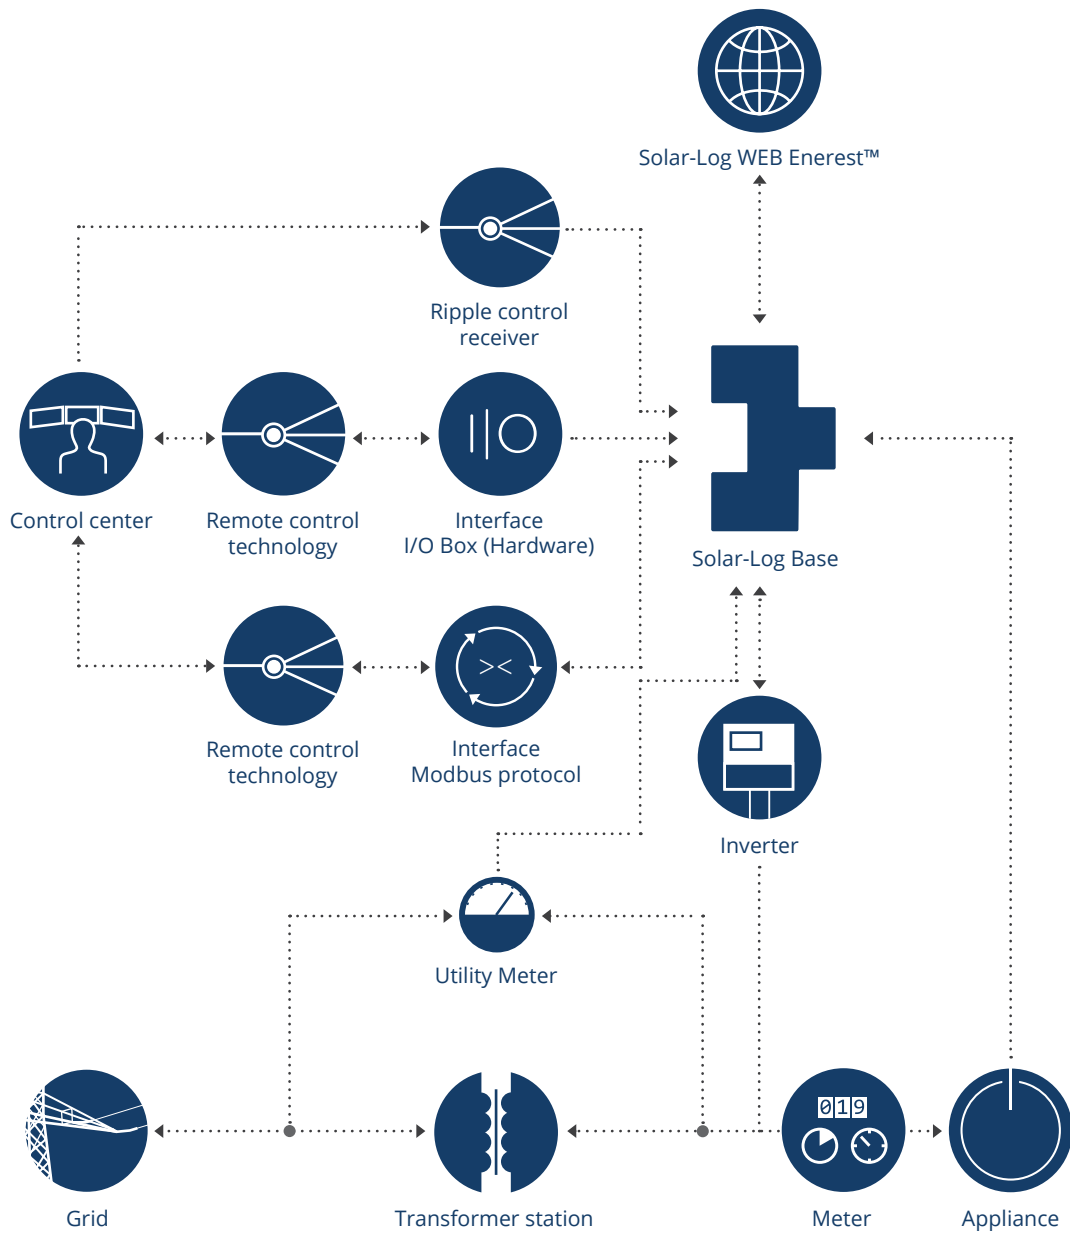 Solar-Log WEB Enerest™
Ripple control
receiver
Control center
Remote control
technology
Interface
I/O Box (Hardware)
Solar-Log Base
Remote control
technology
Interface
Modbus protocol
Inverter
Utility Meter
019
Grid
Transformer station
Meter
Appliance